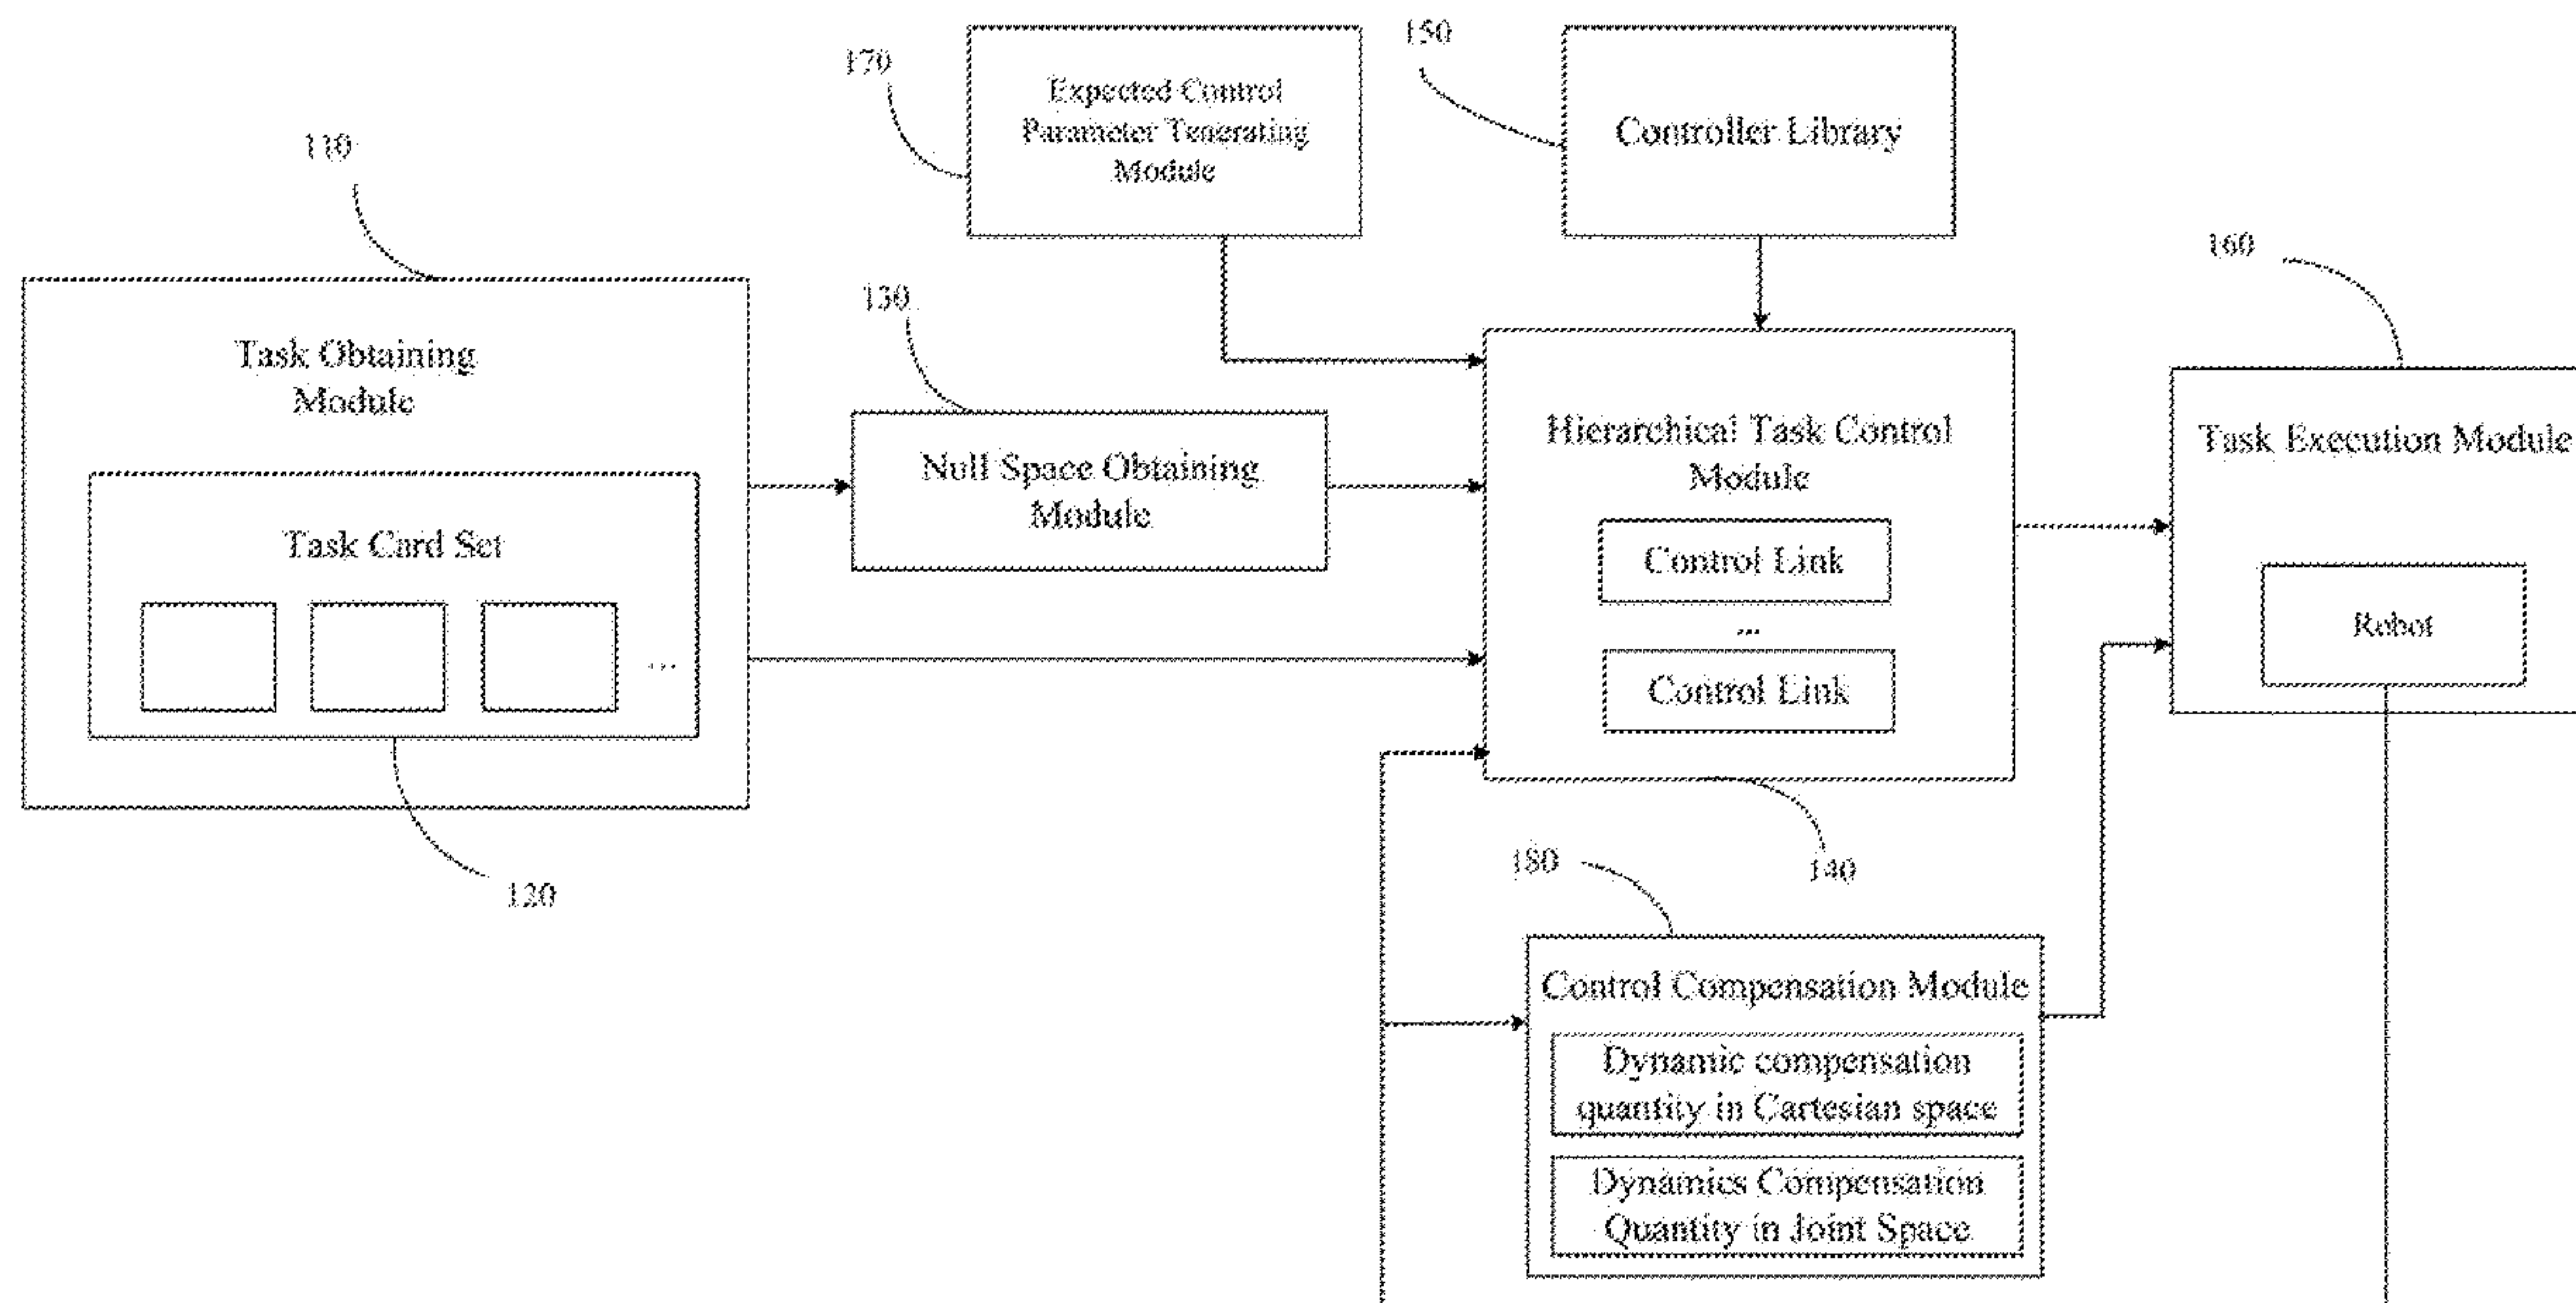 170
150
Expected Control
Parameter Tenerating
Module
Controller Library
110
160
130
Task Obtaining
Module
Null Space Obtaining
Module
Hierarchical Task Control
Module
Task Execution Module
Task Card Set
...
Control Link
...
Control Link
Robot
120
140
180
Control Compensation Module
Dynamic compensation
quantity in Cartesian space
Dynamics Compensation
Quantity in Joint Space